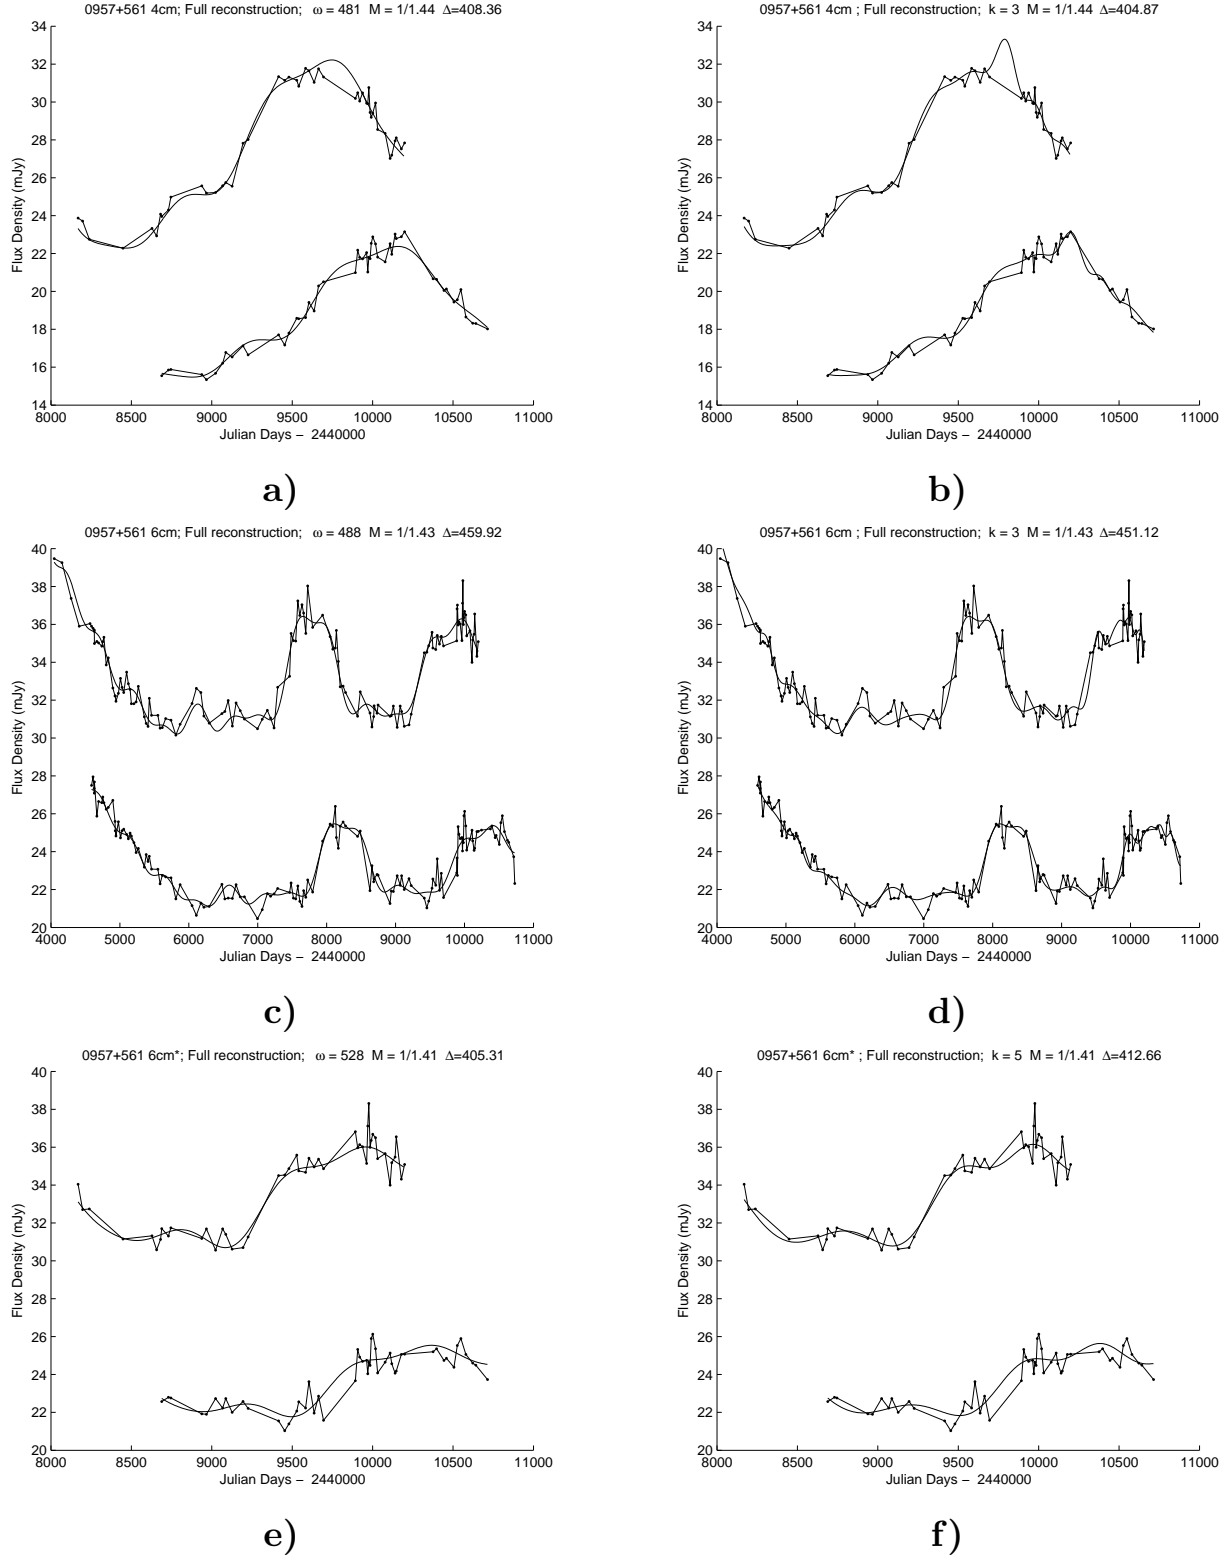 0957+561 4cm; Full reconstruction; ω = 481 M = 1/1.44 Δ=408.36
34
32
30
28
26
24
22
20
18
16
14
Flux Density (mJy)
8000 8500 9000 9500 10000 10500 11000
Julian Days − 2440000
a)
0957+561 4cm ; Full reconstruction; k = 3 M = 1/1.44 Δ=404.87
34
32
30
28
26
24
22
20
18
16
14
Flux Density (mJy)
8000 8500 9000 9500 10000 10500 11000
Julian Days − 2440000
b)
0957+561 6cm; Full reconstruction; ω = 488 M = 1/1.43 Δ=459.92
40
38
36
34
32
30
28
26
24
22
20
Flux Density (mJy)
4000 5000 6000 7000 8000 9000 10000 11000
Julian Days − 2440000
c)
0957+561 6cm ; Full reconstruction; k = 3 M = 1/1.43 Δ=451.12
40
38
36
34
32
30
28
26
24
22
20
Flux Density (mJy)
4000 5000 6000 7000 8000 9000 10000 11000
Julian Days − 2440000
d)
0957+561 6cm*; Full reconstruction; ω = 528 M = 1/1.41 Δ=405.31
40
38
36
34
32
30
28
26
24
22
20
Flux Density (mJy)
8000 8500 9000 9500 10000 10500 11000
Julian Days − 2440000
e)
0957+561 6cm* ; Full reconstruction; k = 5 M = 1/1.41 Δ=412.66
40
38
36
34
32
30
28
26
24
22
20
Flux Density (mJy)
8000 8500 9000 9500 10000 10500 11000
Julian Days − 2440000
f)